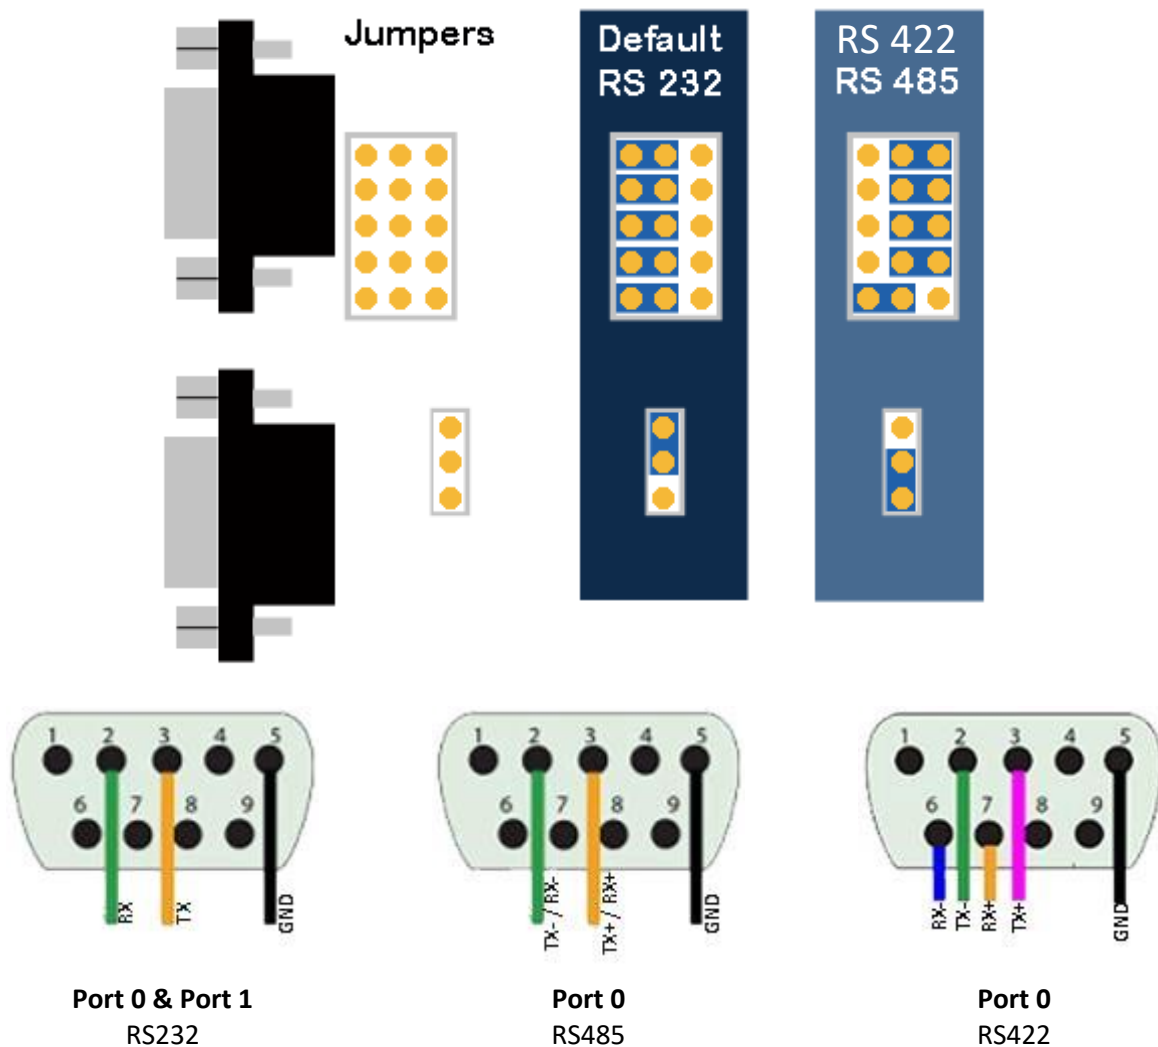 Jumpers
Default
RS 232
RS 422
RS 485
1 2 3 4 5
6 7 8 9
RX TX GND
1 2 3 4 5
6 7 8 9
TX- / RX- TX+ / RX+ GND
1 2 3 4 5
6 7 8 9
RX- TX- RX+ TX+ GND
Port 0 & Port 1
RS232
Port 0
RS485
Port 0
RS422